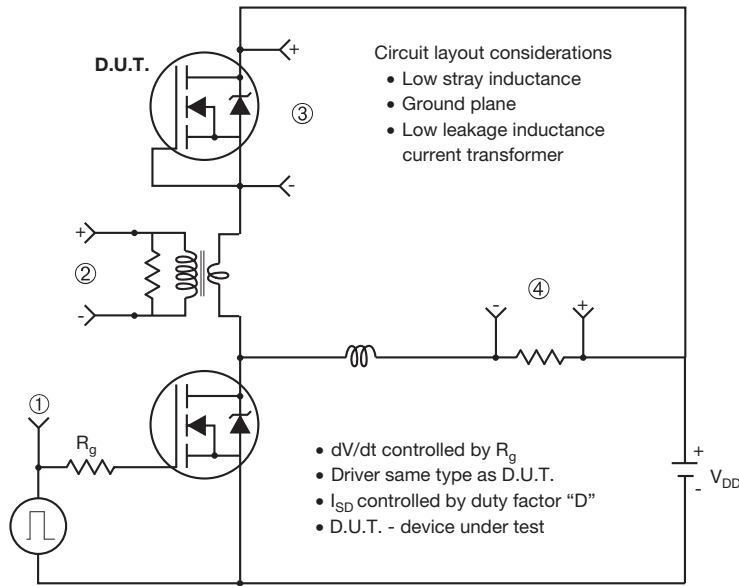 D.U.T.
+
Circuit layout considerations
• Low stray inductance
• Ground plane
• Low leakage inductance
current transformer
③
-
+
②
-
④
-
+
①
Rg
• dV/dt controlled by Rg
• Driver same type as D.U.T.
• ISD controlled by duty factor “D”
• D.U.T. - device under test
+
VDD
-